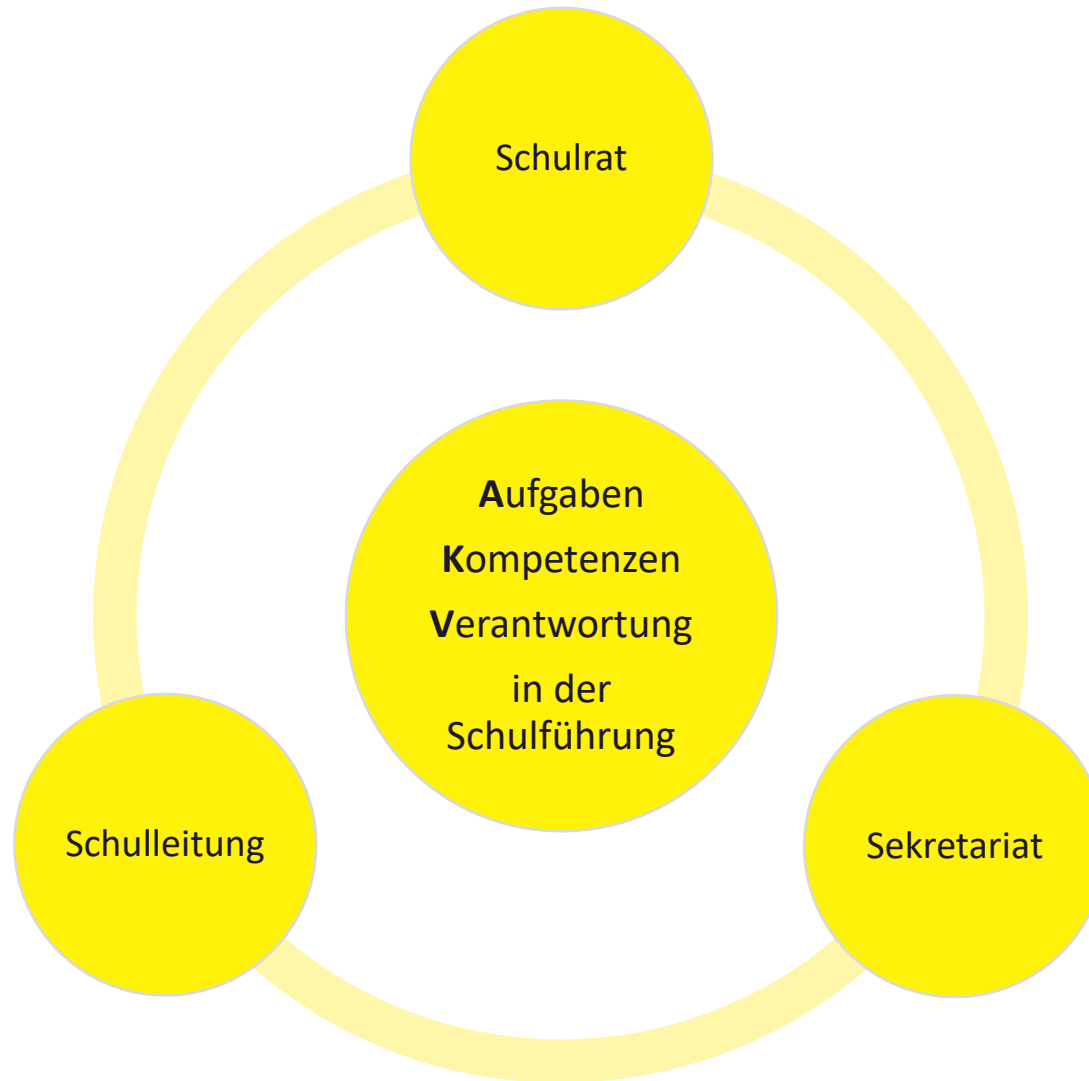 Schulrat
Aufgaben
Kompetenzen
Verantwortung
in der
Schulführung
Schulleitung
Sekretariat